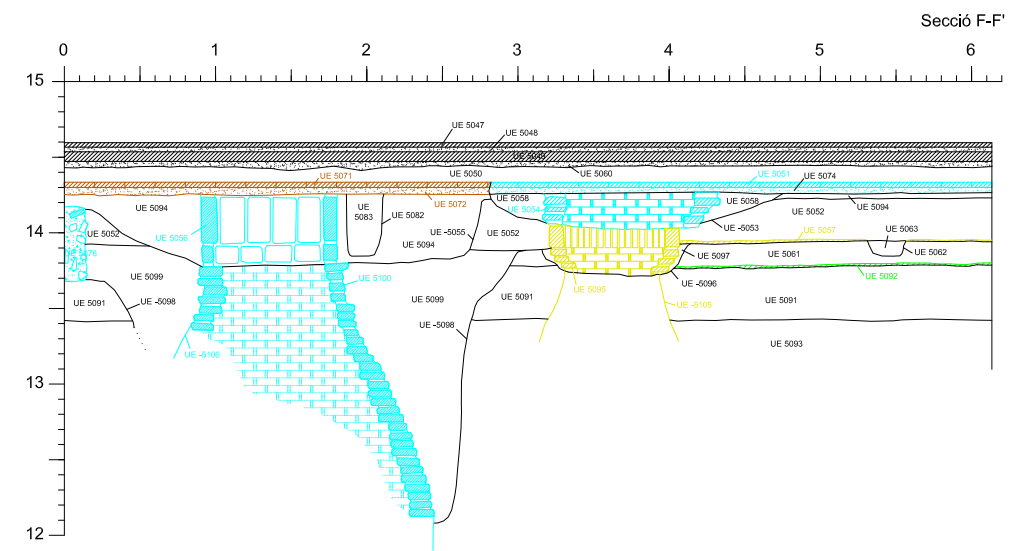 Secció F-F'
0 1 2 3 4 5 6
15
UE 5047
UE 5048
UE 5049
UE 5050
UE 5060
UE 5071
UE 5051
UE 5074
UE 5072
UE 5058
UE 5058
UE 5094
UE 5083
UE 5082
UE 5054
UE 5052
UE 5094
UE -5053
14
UE 5052
UE 5056
UE -5055
UE 5052
UE 5057
UE 5063
UE 5094
UE 5097
UE 5061
UE 5062
UE 5099
UE 5100
UE 5092
UE -5096
UE 5091
UE -5098
UE 5099
UE 5091
UE 5095
UE -5109
UE 5091
UE -5098
UE -5108
UE 5093
13
12